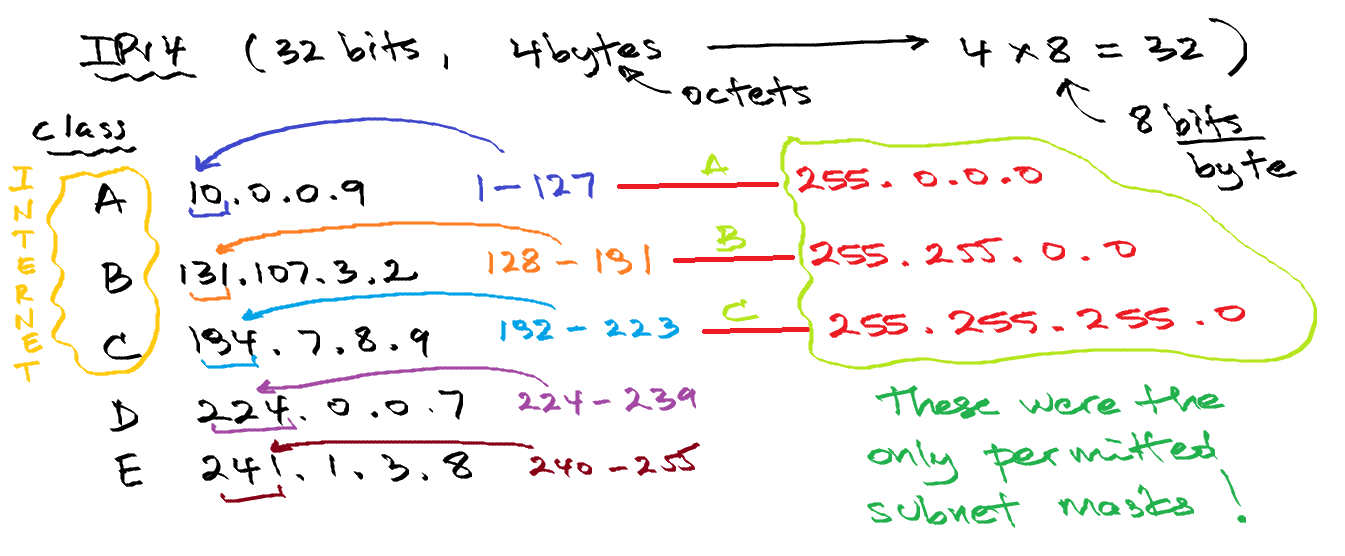 IPv4 (32 bits, 4bytes → 4 × 8 = 32)
octets
8 bits/byte
class
INTERNET
A 10.0.0.9 1-127 A 255.0.0.0
B 131.107.3.2 128-191 B 255.255.0.0
C 194.7.8.9 192-223 C 255.255.255.0
D 224.0.0.7 224-239
E 241.1.3.8 240-255
These were the
only permitted
subnet masks!